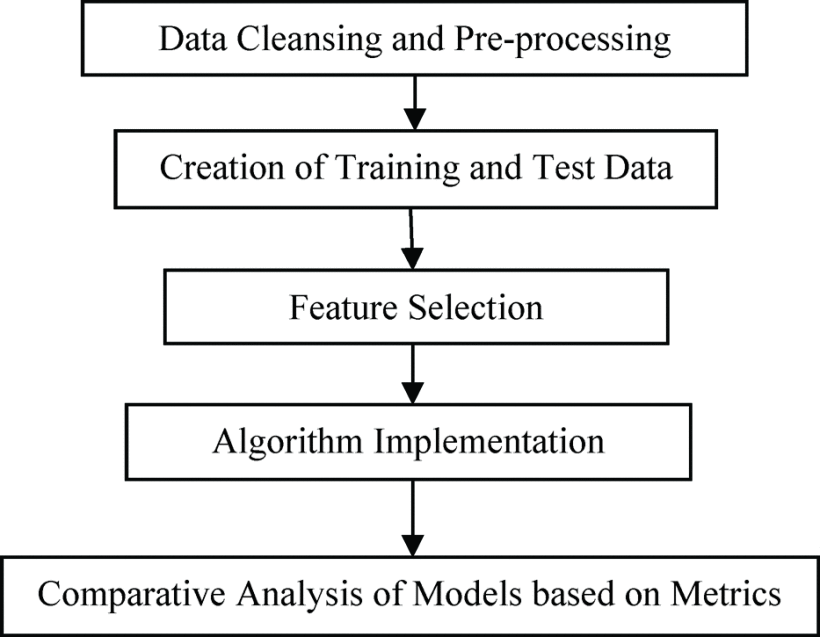 Data Cleansing and Pre-processing
Creation of Training and Test Data
Feature Selection
Algorithm Implementation
Comparative Analysis of Models based on Metrics